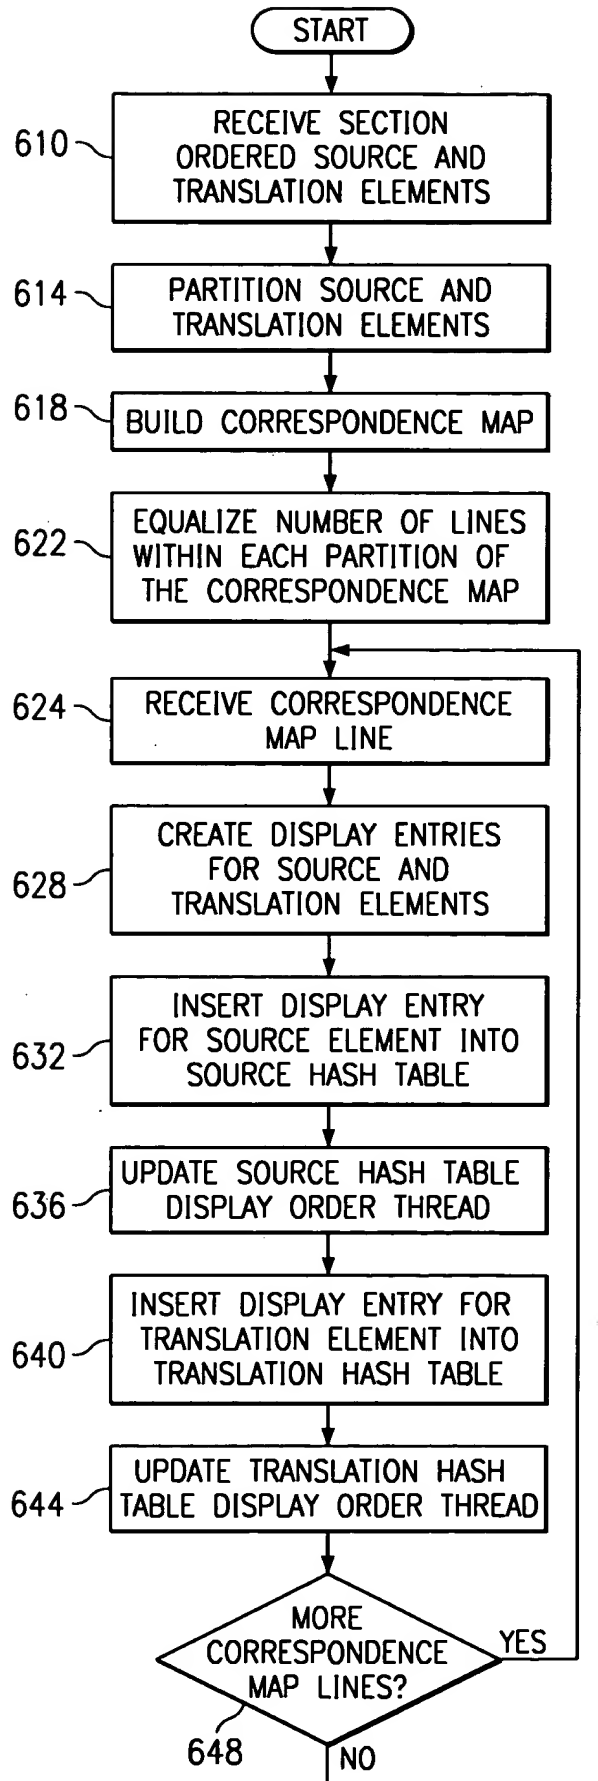 START
610
RECEIVE SECTION
ORDERED SOURCE AND
TRANSLATION ELEMENTS
614
PARTITION SOURCE AND
TRANSLATION ELEMENTS
618
BUILD CORRESPONDENCE MAP
622
EQUALIZE NUMBER OF LINES
WITHIN EACH PARTITION OF
THE CORRESPONDENCE MAP
624
RECEIVE CORRESPONDENCE
MAP LINE
628
CREATE DISPLAY ENTRIES
FOR SOURCE AND
TRANSLATION ELEMENTS
632
INSERT DISPLAY ENTRY
FOR SOURCE ELEMENT INTO
SOURCE HASH TABLE
636
UPDATE SOURCE HASH TABLE
DISPLAY ORDER THREAD
640
INSERT DISPLAY ENTRY FOR
TRANSLATION ELEMENT INTO
TRANSLATION HASH TABLE
644
UPDATE TRANSLATION HASH
TABLE DISPLAY ORDER THREAD
MORE
CORRESPONDENCE
MAP LINES?
YES
648
NO